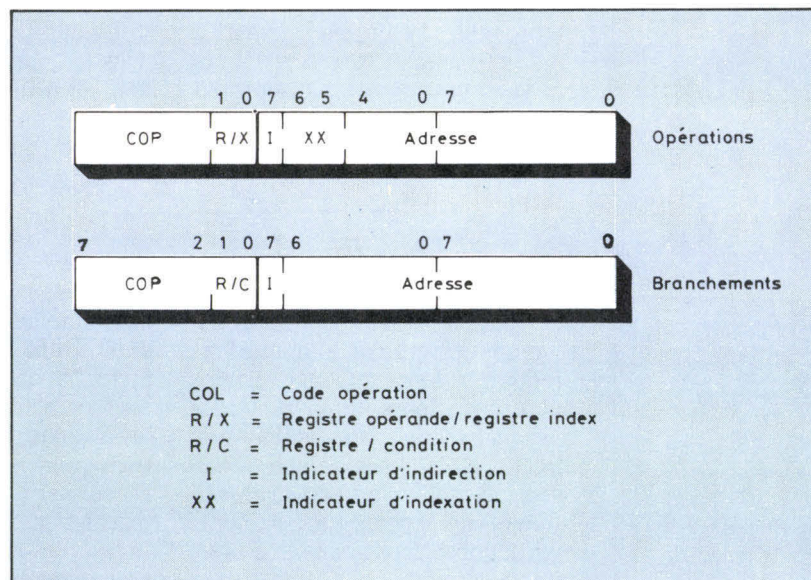 1 0 7 6 5 4 0 7 0
COP R/X I XX Adresse Opérations
7 2 1 0 7 6 0 7 0
COP R/C I Adresse Branchements
COL = Code opération
R/X = Registre opérande/registre index
R/C = Registre / condition
I = Indicateur d'indirection
XX = Indicateur d'indexation